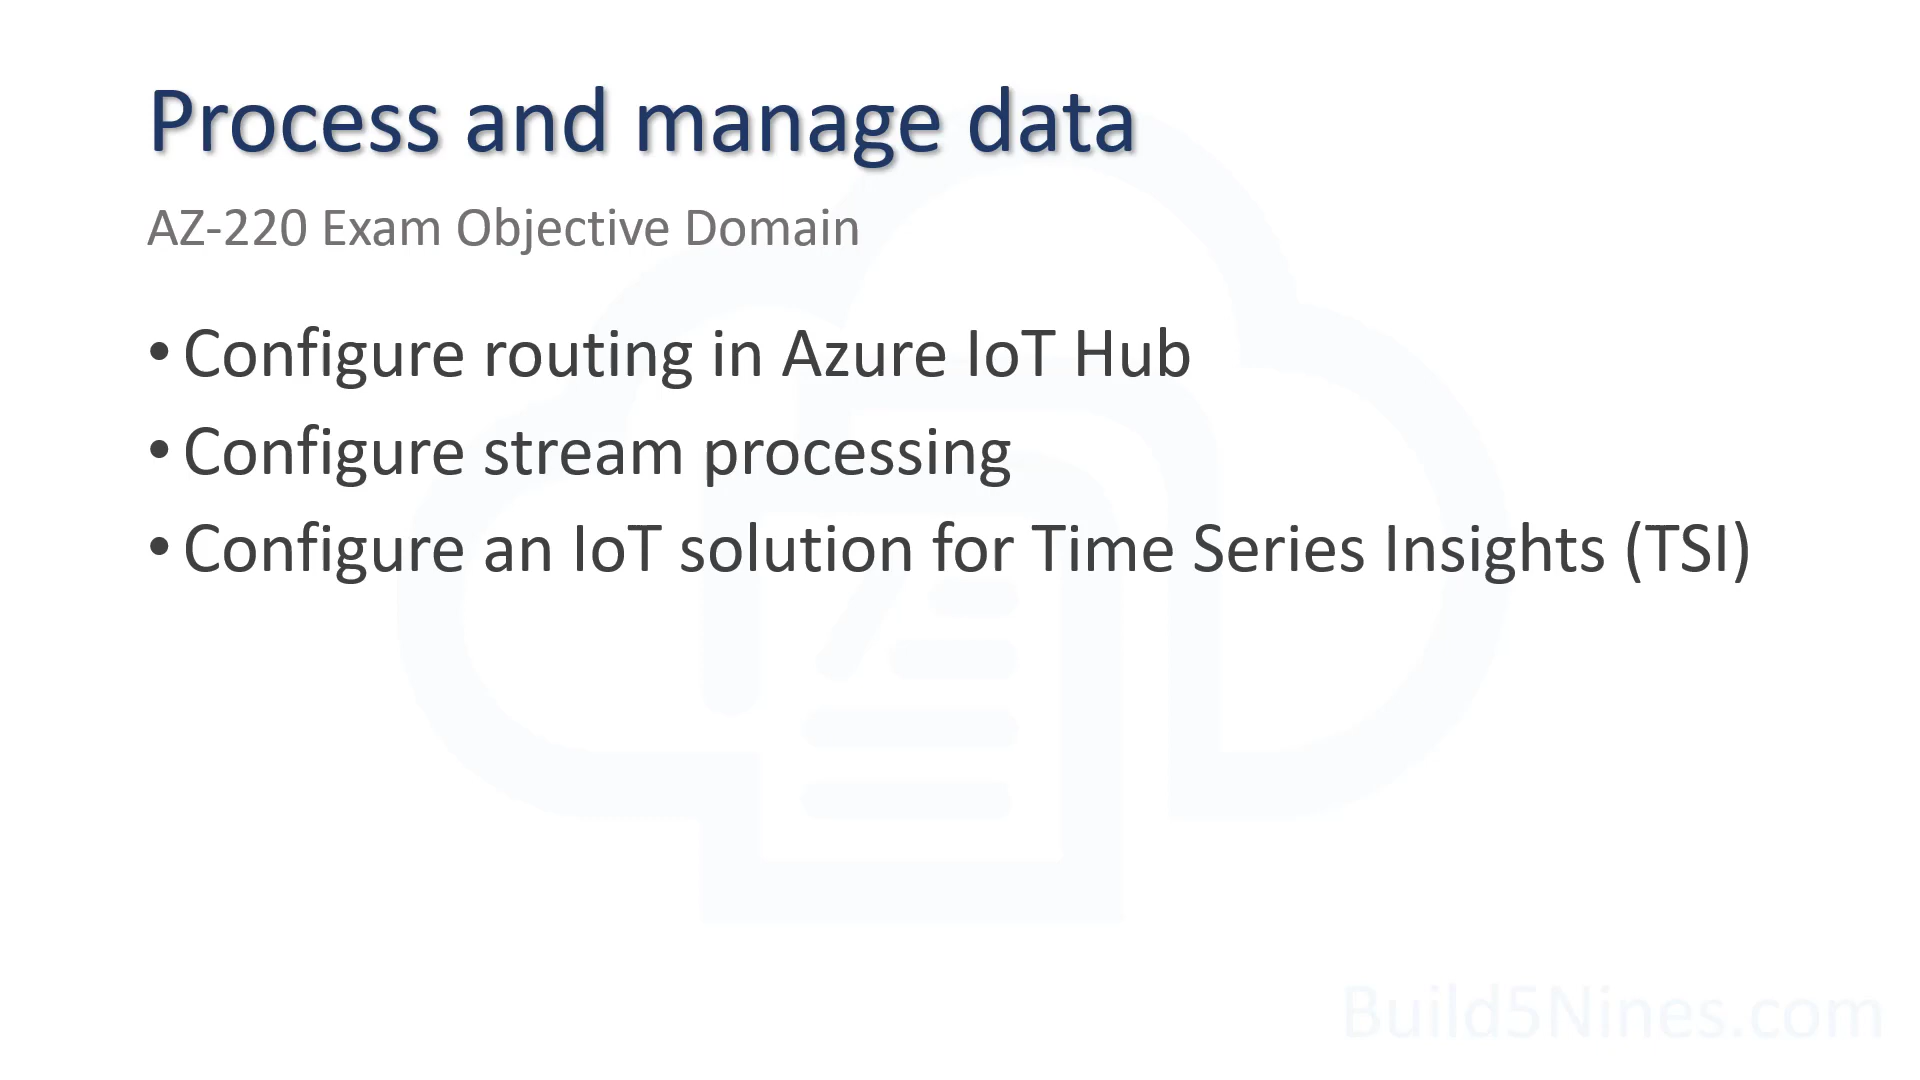 Process and manage data
AZ-220 Exam Objective Domain
• Configure routing in Azure IoT Hub
• Configure stream processing
• Configure an IoT solution for Time Series Insights (TSI)
Build5Nines.com